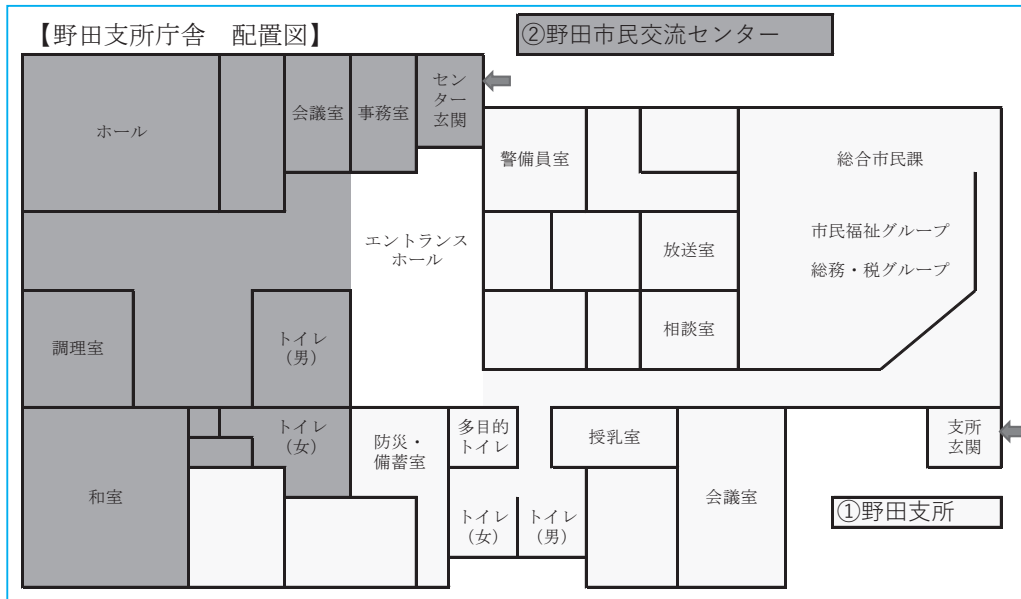 【野田支所庁舎　配置図】
②野田市民交流センター
ホール
会議室
事務室
セン
ター
玄関
警備員室
総合市民課
市民福祉グループ
総務・税グループ
エントランス
ホール
放送室
相談室
調理室
トイレ
（男）
トイレ
（女）
防災・
備蓄室
多目的
トイレ
授乳室
支所
玄関
和室
会議室
トイレ
（女）
トイレ
（男）
①野田支所